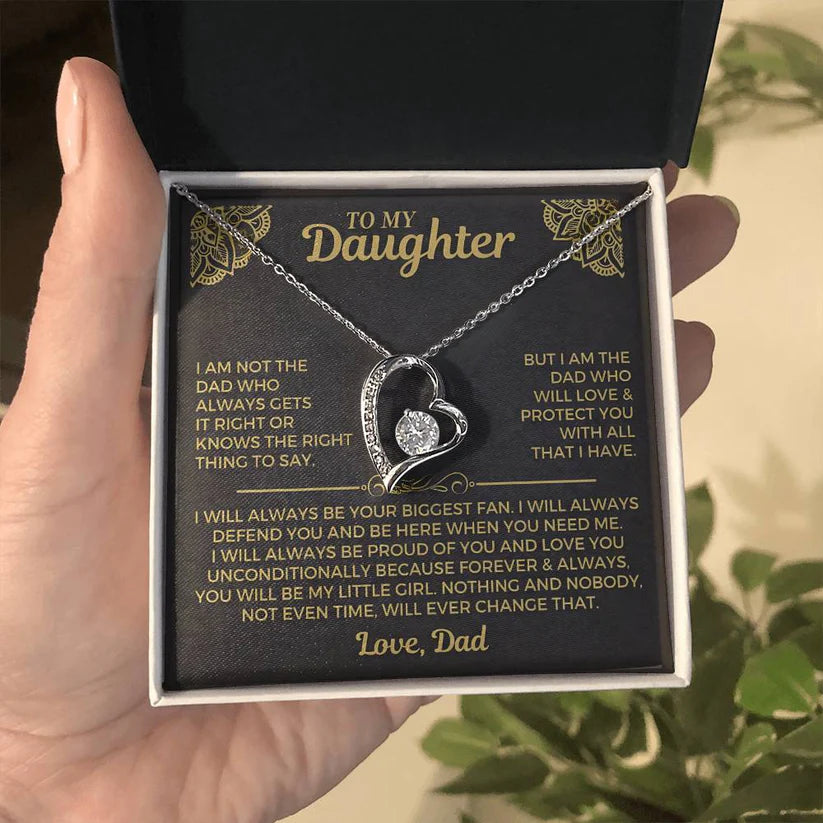 TO MY
Daughter
I AM NOT THE
DAD WHO
ALWAYS GETS
IT RIGHT OR
KNOWS THE RIGHT
THING TO SAY,
BUT I AM THE
DAD WHO
WILL LOVE &
PROTECT YOU
WITH ALL
THAT I HAVE.
I WILL ALWAYS BE YOUR BIGGEST FAN. I WILL ALWAYS
DEFEND YOU AND BE HERE WHEN YOU NEED ME.
I WILL ALWAYS BE PROUD OF YOU AND LOVE YOU
UNCONDITIONALLY BECAUSE FOREVER & ALWAYS,
YOU WILL BE MY LITTLE GIRL. NOTHING AND NOBODY,
NOT EVEN TIME, WILL EVER CHANGE THAT.
Love, Dad